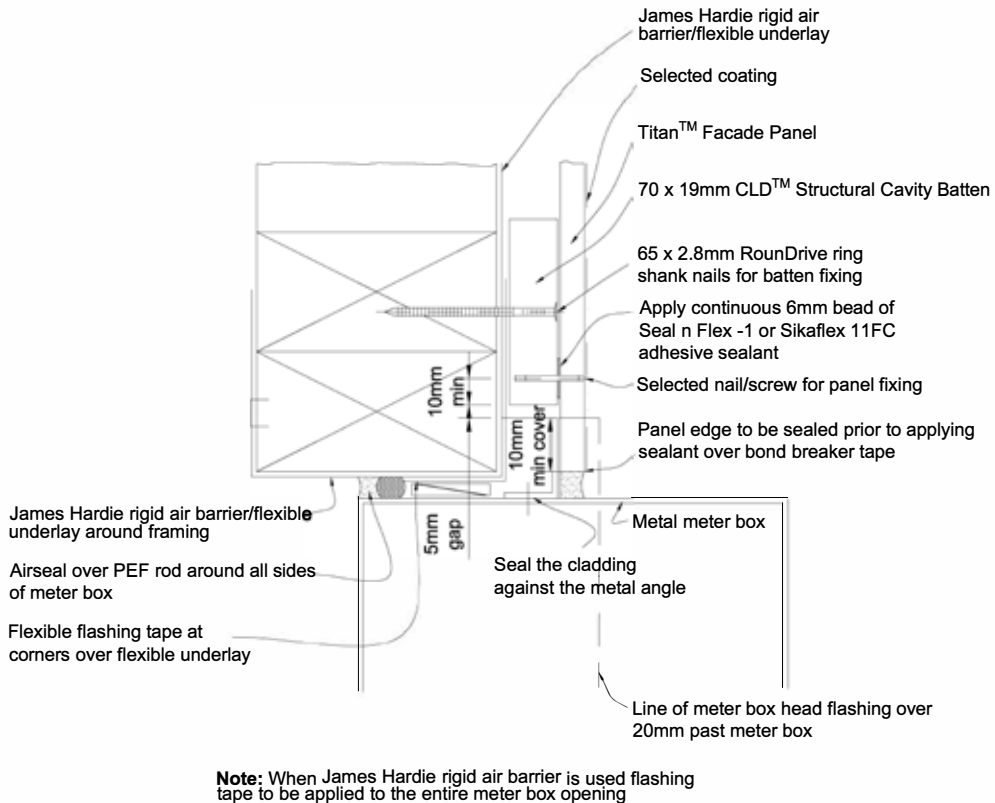 James Hardie rigid air
barrier/flexible underlay
Selected coating
Titan™ Facade Panel
70 x 19mm CLD™ Structural Cavity Batten
65 x 2.8mm RounDrive ring
shank nails for batten fixing
Apply continuous 6mm bead of
Seal n Flex -1 or Sikaflex 11FC
adhesive sealant
Selected nail/screw for panel fixing
Panel edge to be sealed prior to applying
sealant over bond breaker tape
10mm
min
10mm
min cover
5mm
gap
James Hardie rigid air barrier/flexible
underlay around framing
Airseal over PEF rod around all sides
of meter box
Flexible flashing tape at
corners over flexible underlay
Metal meter box
Seal the cladding
against the metal angle
Line of meter box head flashing over
20mm past meter box
Note: When James Hardie rigid air barrier is used flashing
tape to be applied to the entire meter box opening